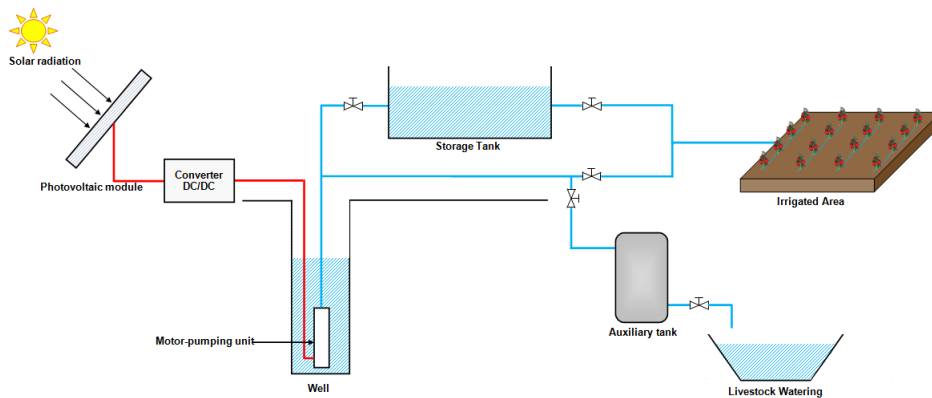 Solar radiation
Photovoltaic module
Converter
DC/DC
Storage Tank
Irrigated Area
Motor-pumping unit
Well
Auxiliary tank
Livestock Watering